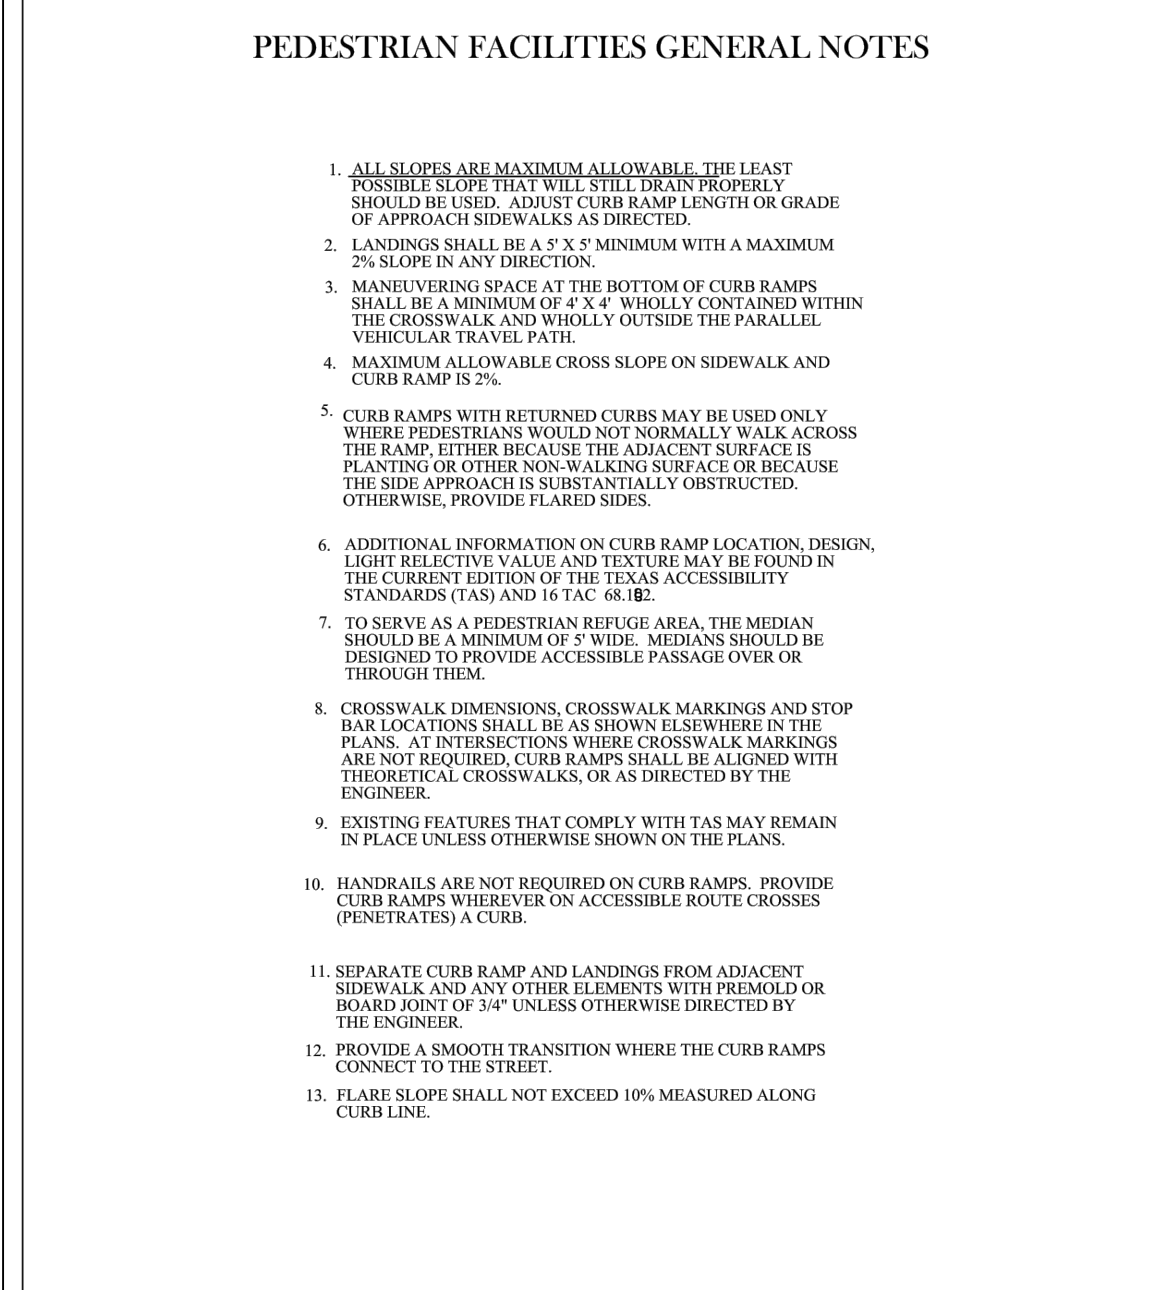 PEDESTRIAN FACILITIES GENERAL NOTES
1. ALL SLOPES ARE MAXIMUM ALLOWABLE. THE LEAST
POSSIBLE SLOPE THAT WILL STILL DRAIN PROPERLY
SHOULD BE USED. ADJUST CURB RAMP LENGTH OR GRADE
OF APPROACH SIDEWALKS AS DIRECTED.
2. LANDINGS SHALL BE A 5' X 5' MINIMUM WITH A MAXIMUM
2% SLOPE IN ANY DIRECTION.
3. MANEUVERING SPACE AT THE BOTTOM OF CURB RAMPS
SHALL BE A MINIMUM OF 4' X 4' WHOLLY CONTAINED WITHIN
THE CROSSWALK AND WHOLLY OUTSIDE THE PARALLEL
VEHICULAR TRAVEL PATH.
4. MAXIMUM ALLOWABLE CROSS SLOPE ON SIDEWALK AND
CURB RAMP IS 2%.
5. CURB RAMPS WITH RETURNED CURBS MAY BE USED ONLY
WHERE PEDESTRIANS WOULD NOT NORMALLY WALK ACROSS
THE RAMP, EITHER BECAUSE THE ADJACENT SURFACE IS
PLANTING OR OTHER NON-WALKING SURFACE OR BECAUSE
THE SIDE APPROACH IS SUBSTANTIALLY OBSTRUCTED.
OTHERWISE, PROVIDE FLARED SIDES.
6. ADDITIONAL INFORMATION ON CURB RAMP LOCATION, DESIGN,
LIGHT RELECTIVE VALUE AND TEXTURE MAY BE FOUND IN
THE CURRENT EDITION OF THE TEXAS ACCESSIBILITY
STANDARDS (TAS) AND 16 TAC
7. TO SERVE AS A PEDESTRIAN REFUGE AREA, THE MEDIAN
SHOULD BE A MINIMUM OF 5' WIDE. MEDIANS SHOULD BE
DESIGNED TO PROVIDE ACCESSIBLE PASSAGE OVER OR
THROUGH THEM.
8. CROSSWALK DIMENSIONS, CROSSWALK MARKINGS AND STOP
BAR LOCATIONS SHALL BE AS SHOWN ELSEWHERE IN THE
PLANS. AT INTERSECTIONS WHERE CROSSWALK MARKINGS
ARE NOT REQUIRED, CURB RAMPS SHALL BE ALIGNED WITH
THEORETICAL CROSSWALKS, OR AS DIRECTED BY THE
ENGINEER.
9. EXISTING FEATURES THAT COMPLY WITH TAS MAY REMAIN
IN PLACE UNLESS OTHERWISE SHOWN ON THE PLANS.
10. HANDRAILS ARE NOT REQUIRED ON CURB RAMPS. PROVIDE
CURB RAMPS WHEREVER ON ACCESSIBLE ROUTE CROSSES
(PENETRATES) A CURB.
11. SEPARATE CURB RAMP AND LANDINGS FROM ADJACENT
SIDEWALK AND ANY OTHER ELEMENTS WITH PREMOLD OR
BOARD JOINT OF 3/4" UNLESS OTHERWISE DIRECTED BY
THE ENGINEER.
12. PROVIDE A SMOOTH TRANSITION WHERE THE CURB RAMPS
CONNECT TO THE STREET.
13. FLARE SLOPE SHALL NOT EXCEED 10% MEASURED ALONG
CURB LINE.